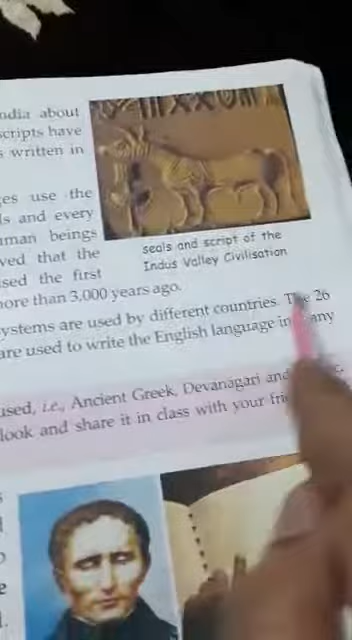 ndia about
scripts have
s written in
es use the
ls and every
uman beings
ved that the
sed the first
more than 3,000 years ago.
seals and script of the
Indus Valley Civilisation
ystems are used by different countries. The 26
are used to write the English language in any
used, i.e., Ancient Greek, Devanagari and
look and share it in class with your frie